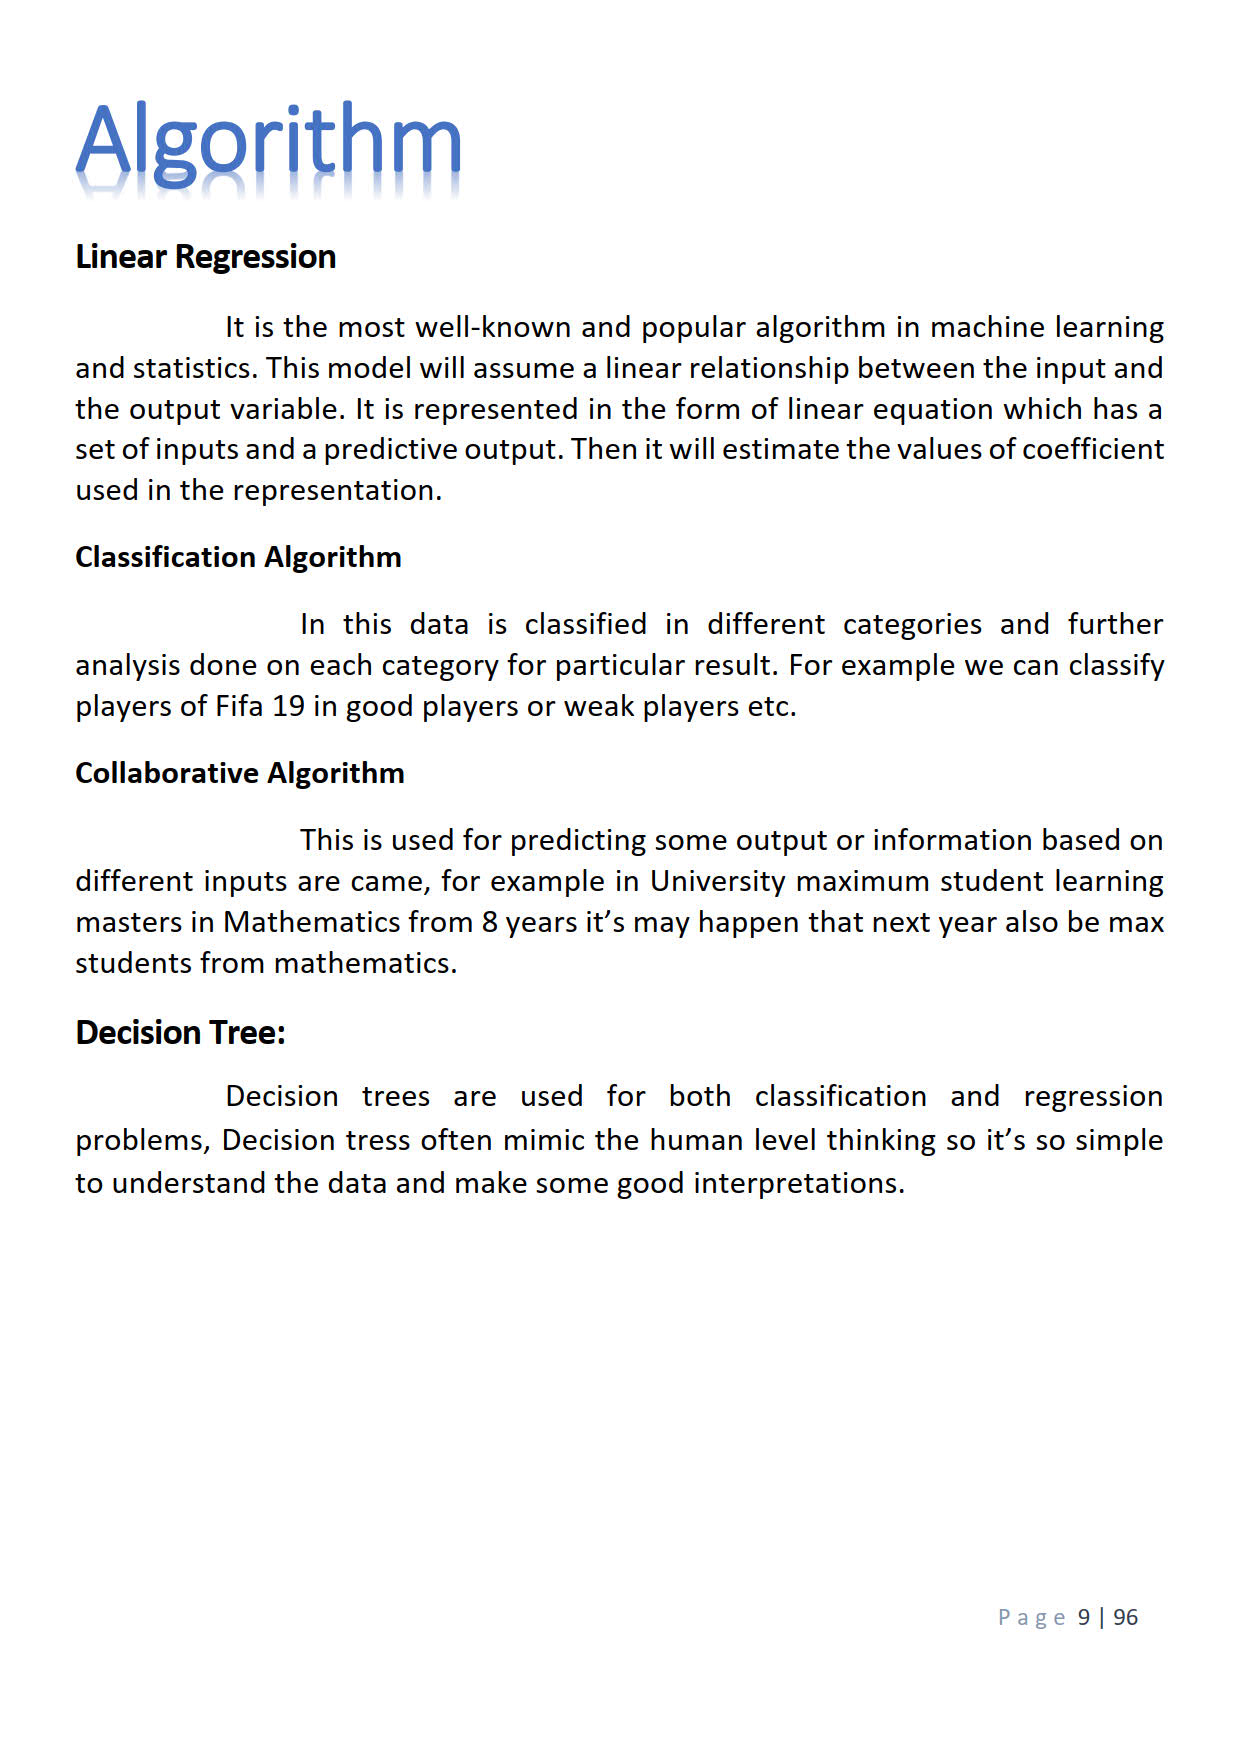 Algorithm
Linear Regression
It is the most well-known and popular algorithm in machine learning
and statistics. This model will assume a linear relationship between the input and
the output variable. It is represented in the form of linear equation which has a
set of inputs and a predictive output. Then it will estimate the values of coefficient
used in the representation.
Classification Algorithm
In this data is classified in different categories and further
analysis done on each category for particular result. For example we can classify
players of Fifa 19 in good players or weak players etc.
Collaborative Algorithm
This is used for predicting some output or information based on
different inputs are came, for example in University maximum student learning
masters in Mathematics from 8 years it’s may happen that next year also be max
students from mathematics.
Decision Tree:
Decision trees are used for both classification and regression
problems, Decision tress often mimic the human level thinking so it’s so simple
to understand the data and make some good interpretations.
Page 9 | 96